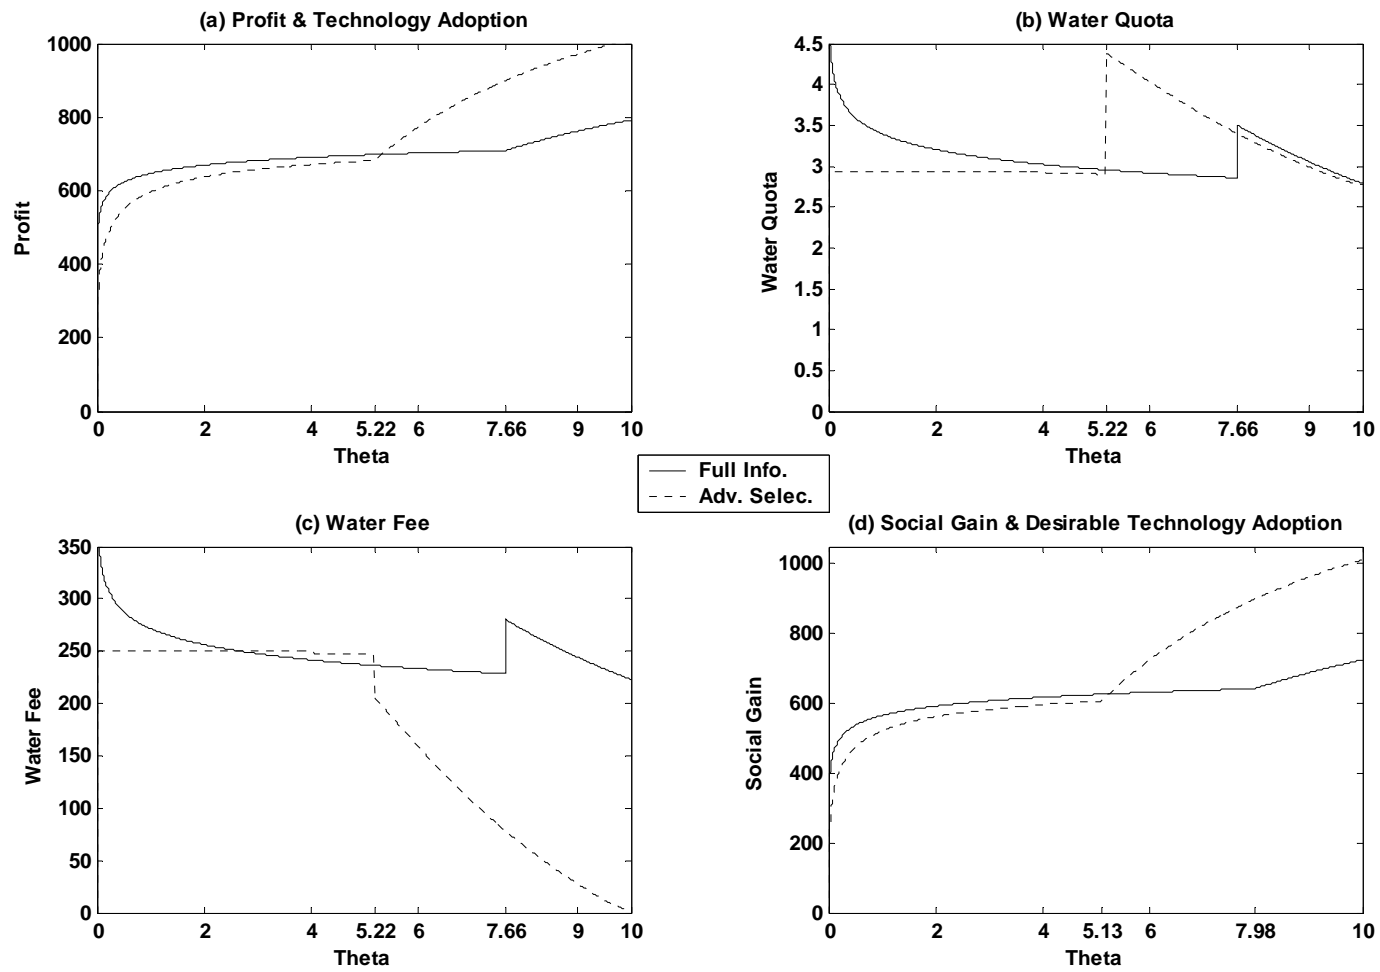 (a) Profit & Technology Adoption
1000
800
600
400
200
0
Profit
0 2 4 5.22 6 7.66 9 10
Theta
(b) Water Quota
4.5
4
3.5
3
2.5
2
1.5
1
0.5
0
Water Quota
0 2 4 5.22 6 7.66 9 10
Theta
Full Info.
Adv. Selec.
(c) Water Fee
350
300
250
200
150
100
50
0
Water Fee
0 2 4 5.22 6 7.66 9 10
Theta
(d) Social Gain & Desirable Technology Adoption
1000
800
600
400
200
0
Social Gain
0 2 4 5.13 6 7.98 10
Theta